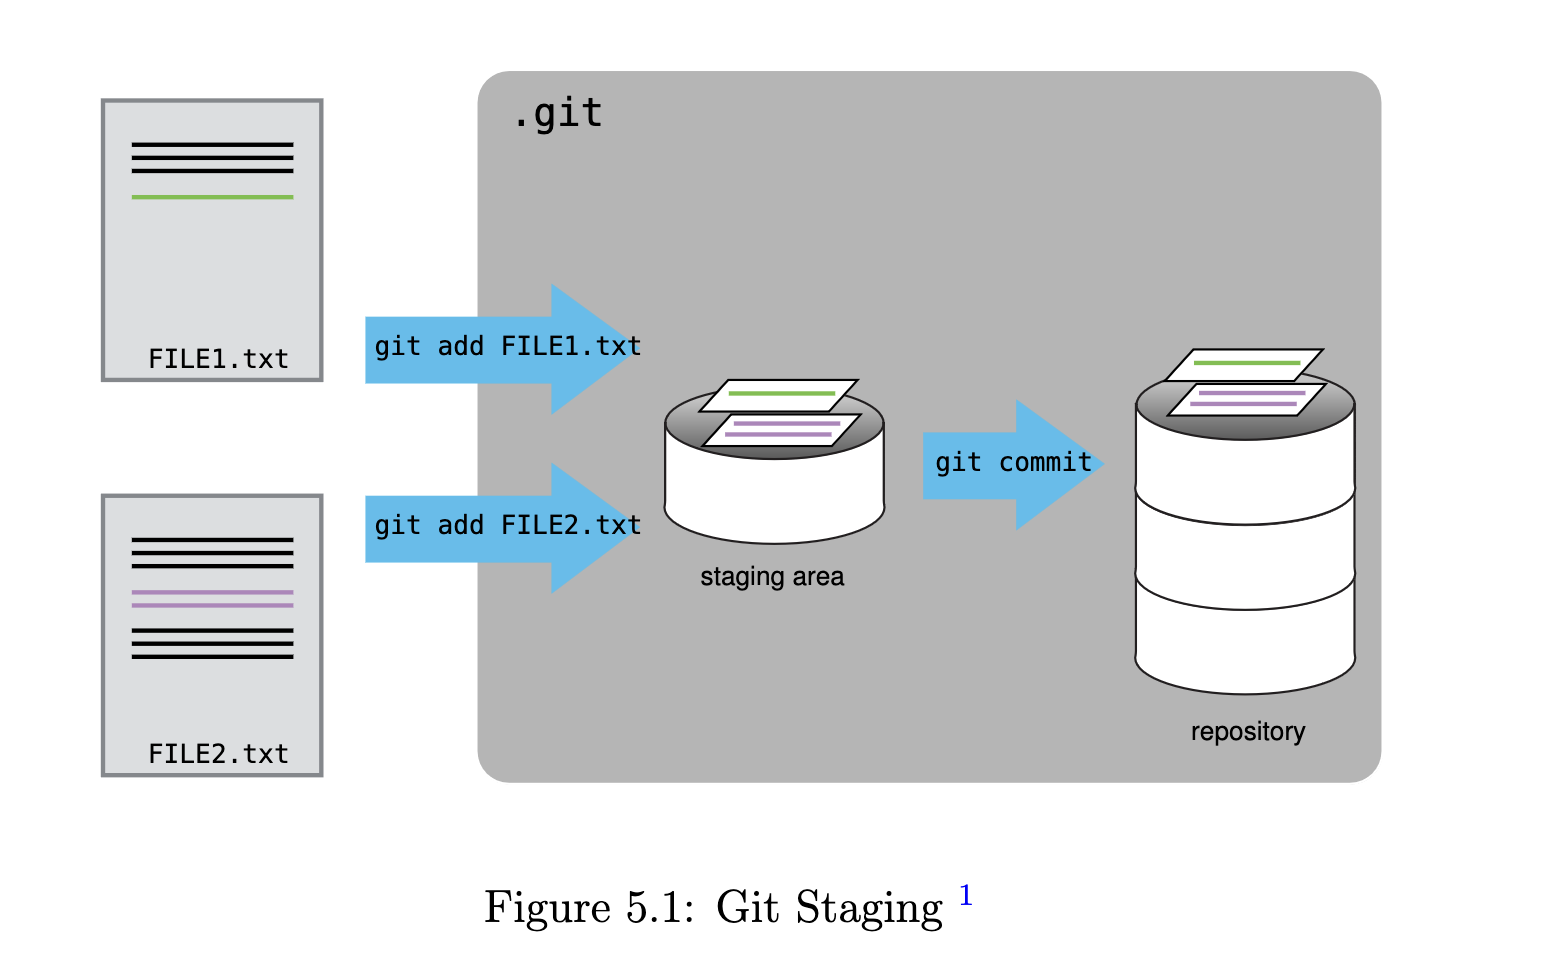 .git
FILE1.txt
git add FILE1.txt
git commit
git add FILE2.txt
staging area
FILE2.txt
repository
Figure 5.1: Git Staging 1